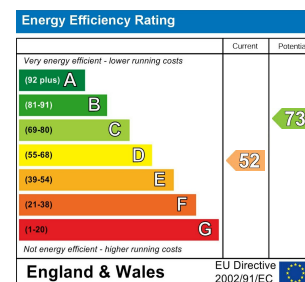 Energy Efficiency Rating
Current Potentia
Very energy efficient - lower running costs
(92 plus) A
(81-91) B
(69-80) C
(55-68) D
(39-54) E
(21-38) F
(1-20) G
52
73
Not energy efficient - higher running costs
England & Wales
EU Directive
2002/91/EC